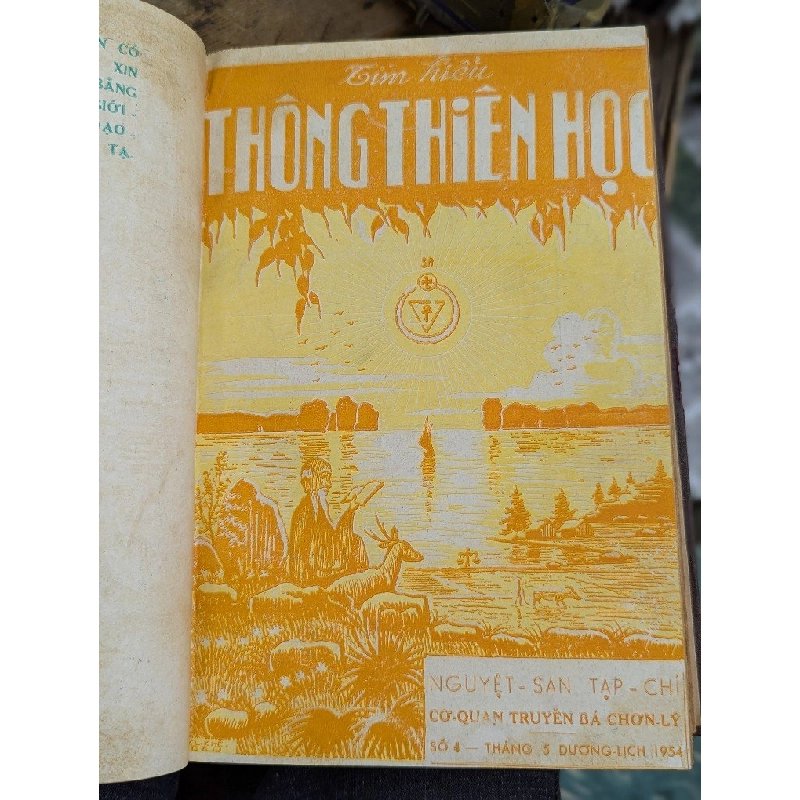 N CÓ
XIN
BẰNG
GIỚI -
ĐẠO -
TẠ.
Tìm hiểu
THÔNG THIÊN HỌC
NGUYỆT - SAN TẠP - CHÍ
CƠ-QUAN TRUYỀN BÁ CHƠN-LÝ
SỐ 4 — THÁNG 5 DƯƠNG-LỊCH 1954